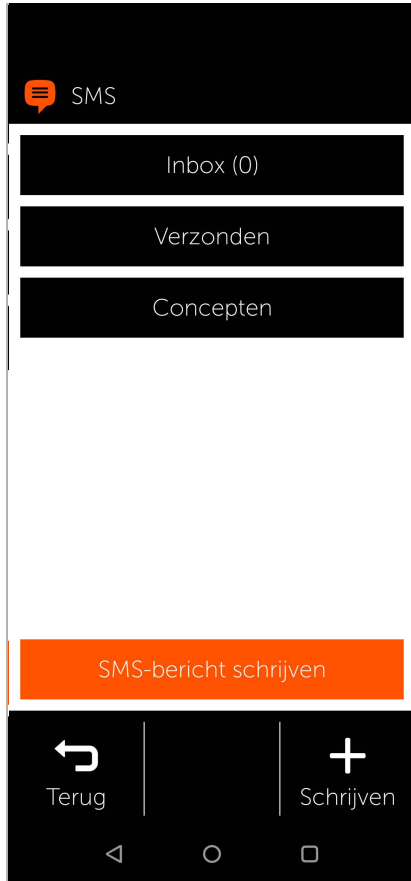 SMS
Inbox (0)
Verzonden
Concepten
SMS-bericht schrijven
Terug
Schrijven